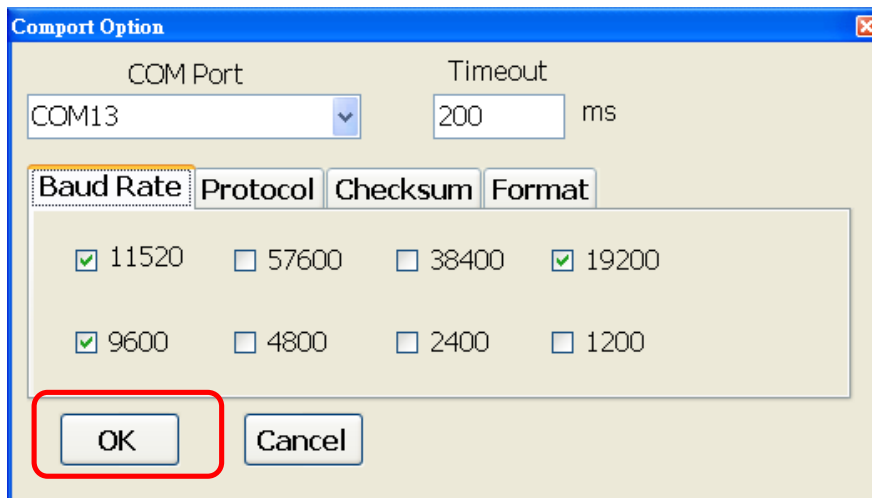 Comport Option
COM Port Timeout
COM13 200 ms
Baud Rate Protocol Checksum Format
11520 57600 38400 19200
9600 4800 2400 1200
OK Cancel